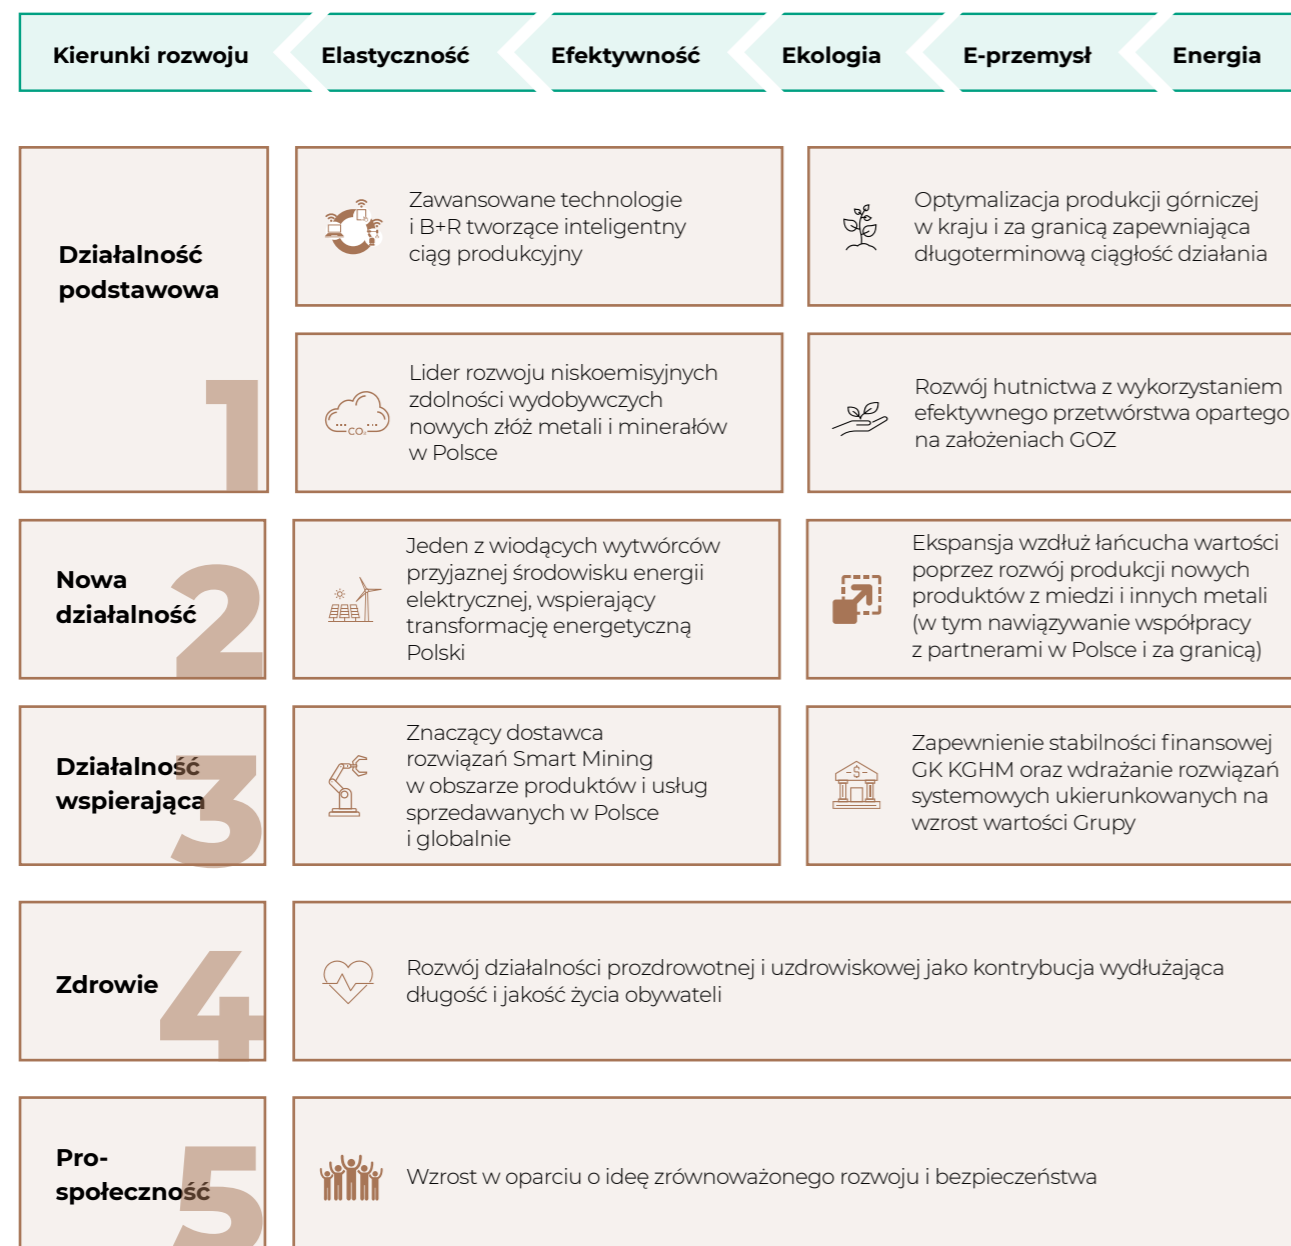 Kierunki rozwoju
Elastyczność
Efektywność
Ekologia
E-przemysł
Energia
Działalność
podstawowa
1
Zawansowane technologie
i B+R tworzące inteligentny
ciąg produkcyjny
Optymalizacja produkcji górniczej
w kraju i za granicą zapewniająca
długoterminową ciągłość działania
CO₂
Lider rozwoju niskoemisyjnych
zdolności wydobywczych
nowych złóż metali i minerałów
w Polsce
Rozwój hutnictwa z wykorzystaniem
efektywnego przetwórstwa opartego
na założeniach GOZ
Nowa
działalność
2
Jeden z wiodących wytwórców
przyjaznej środowisku energii
elektrycznej, wspierający
transformację energetyczną
Polski
Ekspansja wzdłuż łańcucha wartości
poprzez rozwój produkcji nowych
produktów z miedzi i innych metali
(w tym nawiązywanie współpracy
z partnerami w Polsce i za granicą)
Działalność
wspierająca
3
Znaczący dostawca
rozwiązań Smart Mining
w obszarze produktów i usług
sprzedawanych w Polsce
i globalnie
-$-
Zapewnienie stabilności finansowej
GK KGHM oraz wdrażanie rozwiązań
systemowych ukierunkowanych na
wzrost wartości Grupy
Zdrowie
4
Rozwój działalności prozdrowotnej i uzdrowiskowej jako kontrybucja wydłużająca
długość i jakość życia obywateli
Pro-
społeczność
5
Wzrost w oparciu o ideę zrównoważonego rozwoju i bezpieczeństwa